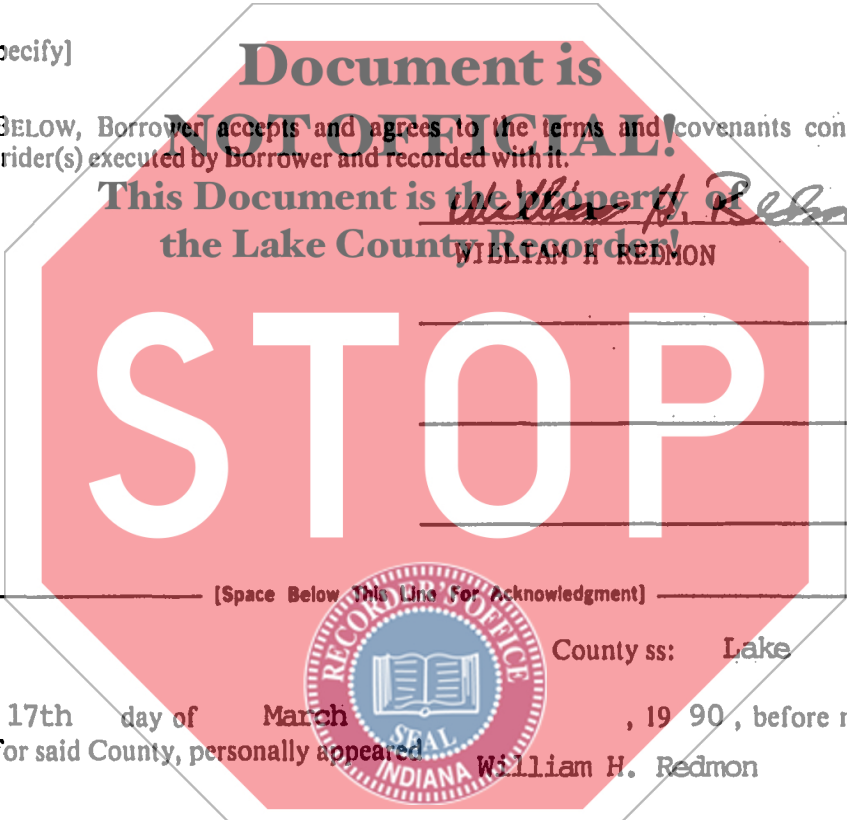 pecify]
Document is
BELOW, Borrower accepts and agrees to the terms and covenants con
NOT OFFICIAL!
rider(s) executed by Borrower and recorded with it.
This Document is the property of
William H. Redm
the Lake County Recorder!
WILLIAM H REDMON
STOP
[Space Below This Line For Acknowledgment]
RECORDER'S OFFICE
County ss: Lake
17th day of March , 19 90 , before m
for said County, personally appeared
SEAL
INDIANA
William H. Redmon